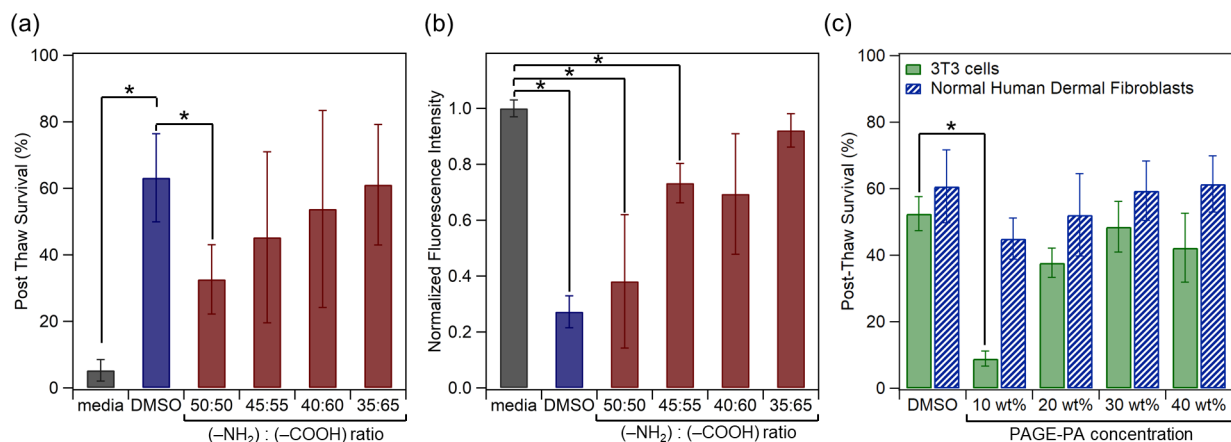 (a)
Post Thaw Survival (%)
100
80
60
40
20
0
*
*
media DMSO 50:50 45:55 40:60 35:65
(–NH₂) : (–COOH) ratio
(b)
Normalized Fluorescence Intensity
1.0
0.8
0.6
0.4
0.2
0.0
*
*
*
media DMSO 50:50 45:55 40:60 35:65
(–NH₂) : (–COOH) ratio
(c)
Post-Thaw Survival (%)
100
80
60
40
20
0
3T3 cells
Normal Human Dermal Fibroblasts
*
DMSO 10 wt% 20 wt% 30 wt% 40 wt%
PAGE-PA concentration